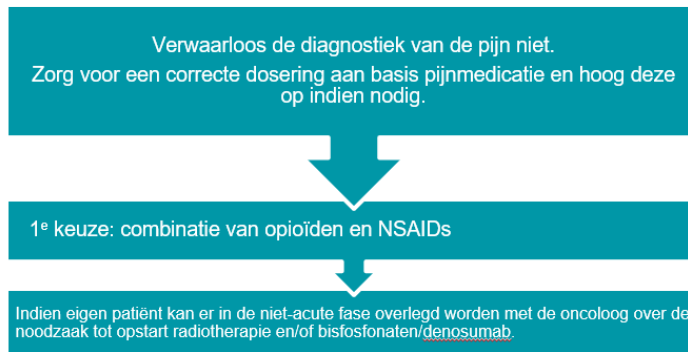 Verwaarloos de diagnostiek van de pijn niet.
Zorg voor een correcte dosering aan basis pijnmedicatie en hoog deze
op indien nodig.
1e keuze: combinatie van opioïden en NSAIDs
Indien eigen patiënt kan er in de niet-acute fase overlegd worden met de oncoloog over de
noodzaak tot opstart radiotherapie en/of bisfosfonaten/denosumab.